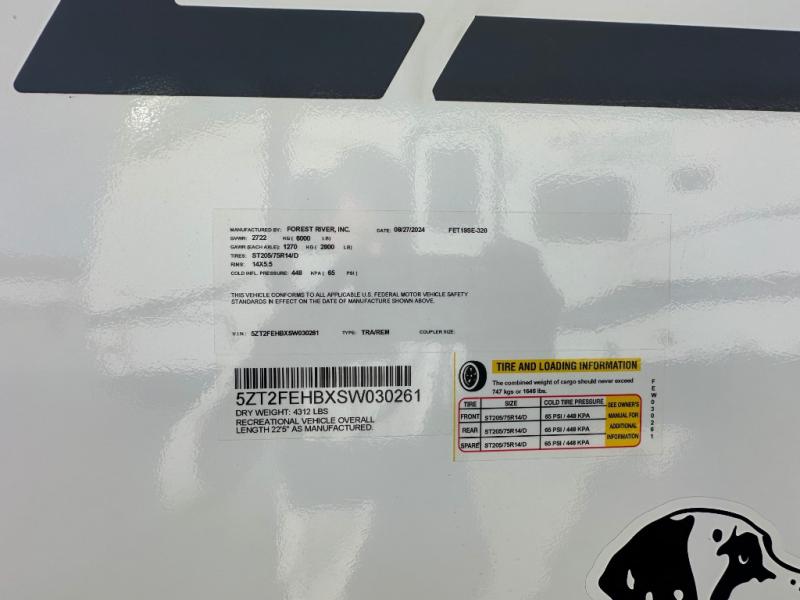 MANUFACTURED BY: FOREST RIVER, INC. DATE: 09/27/2024 FET19SE-320
GVWR: 2722 KG ( 6000 LB)
GAWR (EACH AXLE): 1270 KG (2800 LB)
TIRES: ST205/75R14/D
RIMS: 14X5.5
COLD INFL. PRESSURE: 448 KPA ( 65 PSI )
THIS VEHICLE CONFORMS TO ALL APPLICABLE U.S. FEDERAL MOTOR VEHICLE SAFETY
STANDARDS IN EFFECT ON THE DATE OF MANUFACTURE SHOWN ABOVE.
V.I.N.: 5ZT2FEHBXSW030261 TYPE: TRA/REM COUPLER SIZE:
5ZT2FEHBXSW030261
DRY WEIGHT: 4312 LBS
RECREATIONAL VEHICLE OVERALL
LENGTH 22'5" AS MANUFACTURED.
TIRE AND LOADING INFORMATION
The combined weight of cargo should never exceed
747 kgs or 1646 lbs.
TIRE SIZE COLD TIRE PRESSURE
FRONT ST205/75R14/D 65 PSI / 448 KPA
REAR ST205/75R14/D 65 PSI / 448 KPA
SPARE ST205/75R14/D 65 PSI / 448 KPA
SEE OWNER'S
MANUAL FOR
ADDITIONAL
INFORMATION
FEW030261